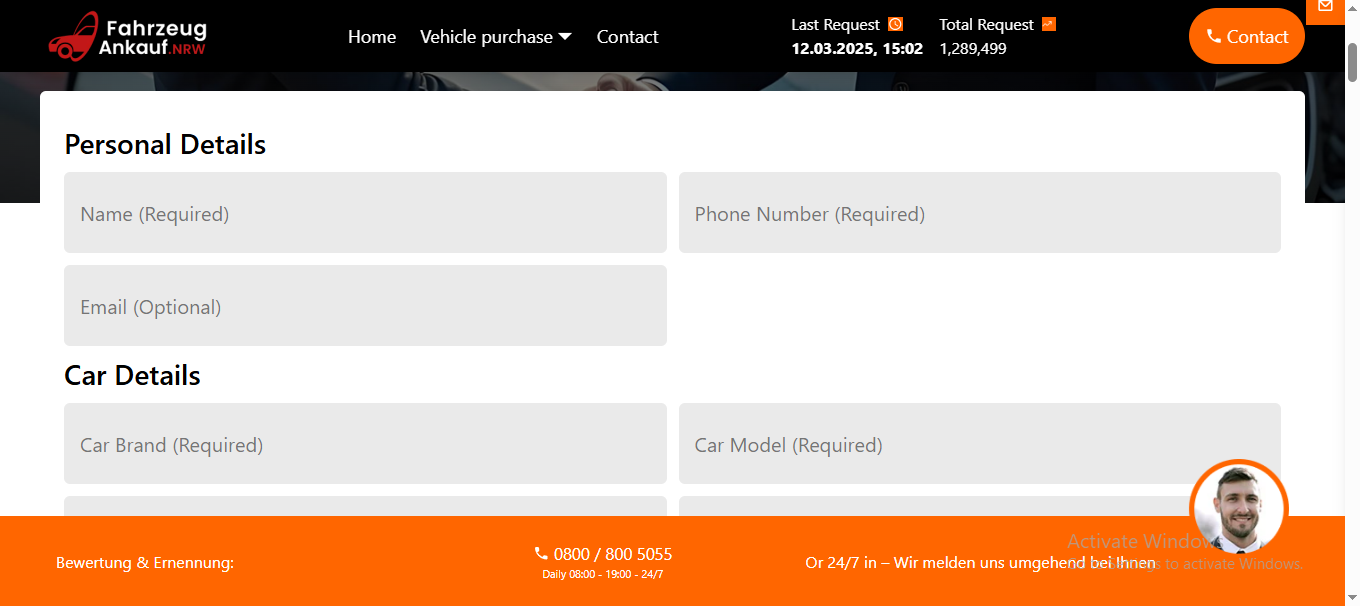 Fahrzeug
Ankauf.NRW
Home
Vehicle purchase
Contact
Last Request
12.03.2025, 15:02
Total Request
1,289,499
Contact
Personal Details
Name (Required)
Phone Number (Required)
Email (Optional)
Car Details
Car Brand (Required)
Car Model (Required)
Bewertung & Ernennung:
0800 / 800 5055
Daily 08:00 - 19:00 - 24/7
Or 24/7 in – Wir melden uns umgehend bei Ihnen
Activate Windows
to activate Windows.